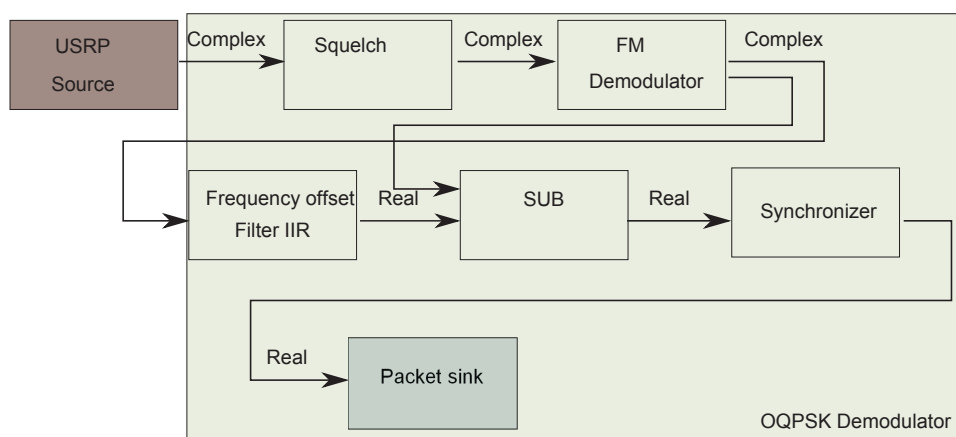 USRP
Source
Complex
Squelch
Complex
FM
Demodulator
Complex
Frequency offset
Filter IIR
Real
SUB
Real
Synchronizer
Real
Packet sink
OQPSK Demodulator